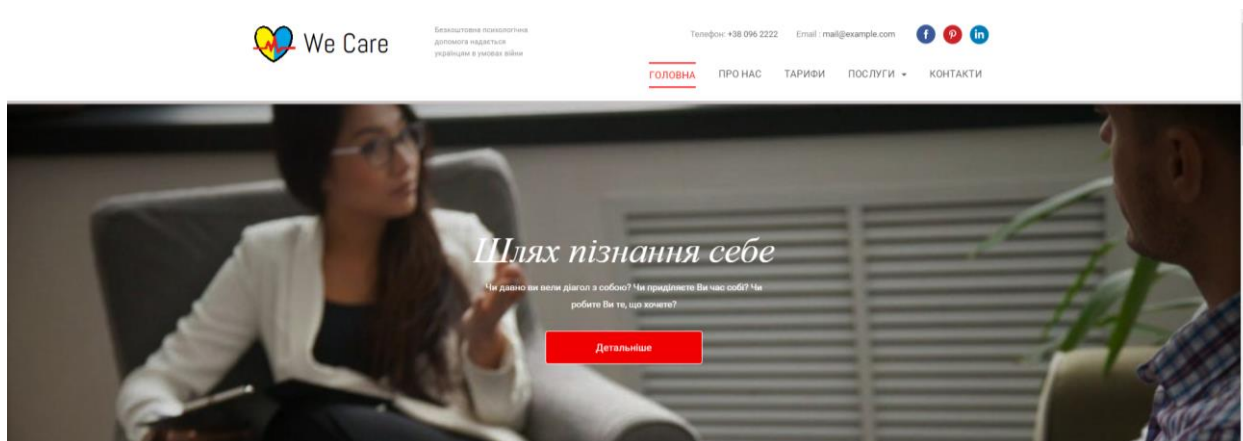 We Care
Безкоштовна психологічна
допомога надається
українцям в умовах війни
Телефон: +38 096 2222 Email : mail@example.com
ГОЛОВНА ПРО НАС ТАРИФИ ПОСЛУГИ КОНТАКТИ
Шлях пізнання себе
Чи давно ви вели діагол з собою? Чи приділяєте Ви час собі? Чи
робите Ви те, що хочете?
Детальніше